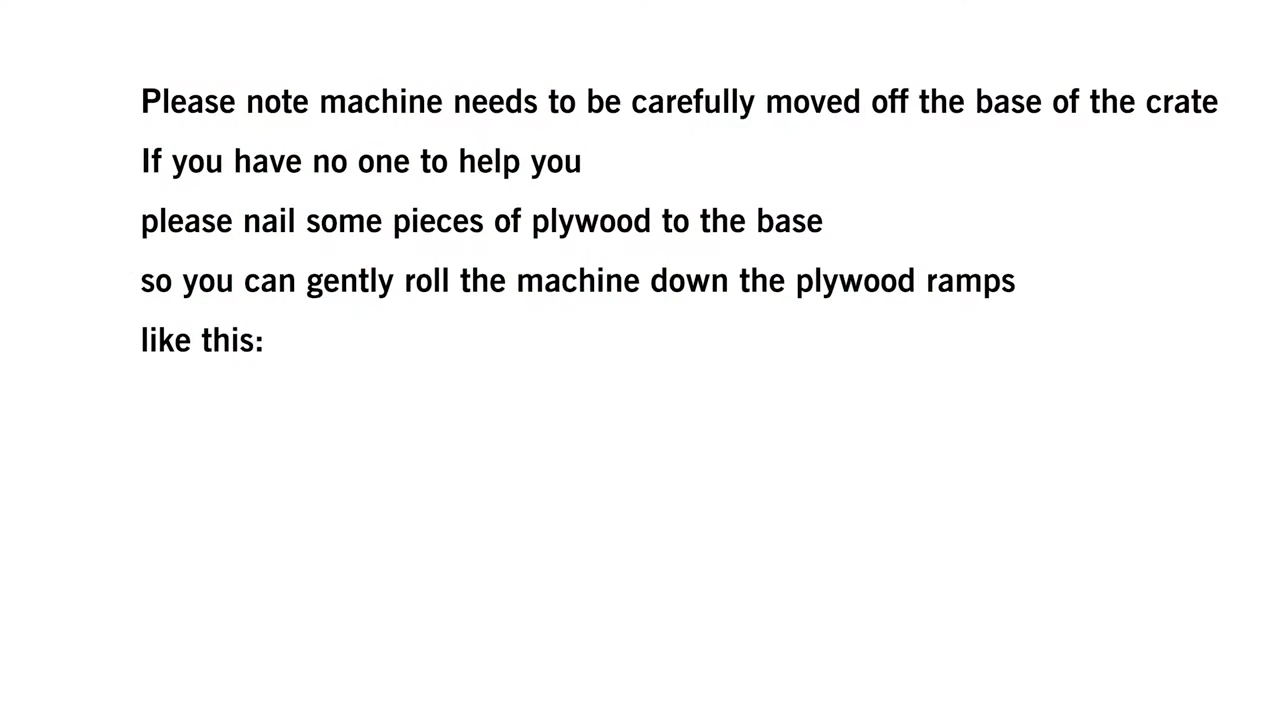 Please note machine needs to be carefully moved off the base of the crate
If you have no one to help you
please nail some pieces of plywood to the base
so you can gently roll the machine down the plywood ramps
like this: